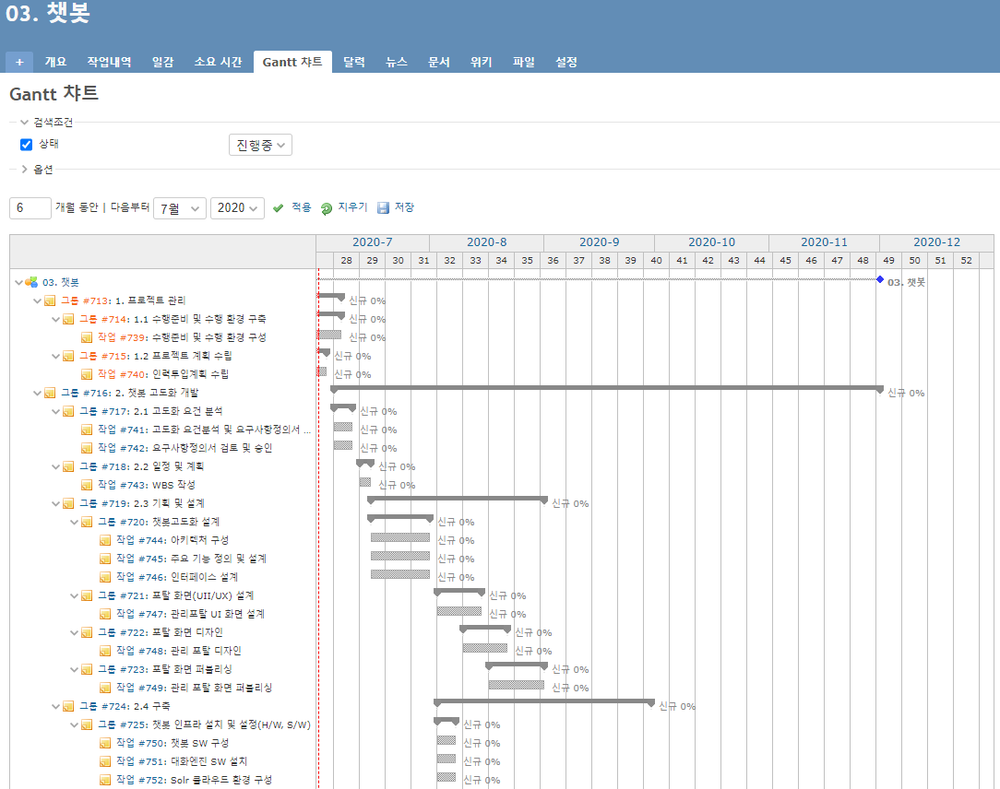 03. 챗봇
+ 개요 작업내역 일감 소요 시간 Gantt 챠트 달력 뉴스 문서 위키 파일 설정
Gantt 챠트
검색조건
상태 진행중
옵션
6 개월 동안 | 다음부터 7월 2020 적용 지우기 저장
2020-7 2020-8 2020-9 2020-10 2020-11 2020-12
28 29 30 31 32 33 34 35 36 37 38 39 40 41 42 43 44 45 46 47 48 49 50 51 52
03. 챗봇 03. 챗봇
그룹 #713: 1. 프로젝트 관리 신규 0%
그룹 #714: 1.1 수행준비 및 수행 환경 구축 신규 0%
작업 #739: 수행준비 및 수행 환경 구성 신규 0%
그룹 #715: 1.2 프로젝트 계획 수립 신규 0%
작업 #740: 인력투입계획 수립 신규 0%
그룹 #716: 2. 챗봇 고도화 개발 신규 0%
그룹 #717: 2.1 고도화 요건 분석 신규 0%
작업 #741: 고도화 요건분석 및 요구사항정의서 ... 신규 0%
작업 #742: 요구사항정의서 검토 및 승인 신규 0%
그룹 #718: 2.2 일정 및 계획 신규 0%
작업 #743: WBS 작성 신규 0%
그룹 #719: 2.3 기획 및 설계 신규 0%
그룹 #720: 챗봇고도화 설계 신규 0%
작업 #744: 아키텍처 구성 신규 0%
작업 #745: 주요 기능 정의 및 설계 신규 0%
작업 #746: 인터페이스 설계 신규 0%
그룹 #721: 포탈 화면(UII/UX) 설계 신규 0%
작업 #747: 관리포탈 UI 화면 설계 신규 0%
그룹 #722: 포탈 화면 디자인 신규 0%
작업 #748: 관리 포탈 디자인 신규 0%
그룹 #723: 포탈 화면 퍼블리싱 신규 0%
작업 #749: 관리 포탈 화면 퍼블리싱 신규 0%
그룹 #724: 2.4 구축 신규 0%
그룹 #725: 챗봇 인프라 설치 및 설정(H/W, S/W) 신규 0%
작업 #750: 챗봇 SW 구성 신규 0%
작업 #751: 대화엔진 SW 설치 신규 0%
작업 #752: Solr 클라우드 환경 구성 신규 0%